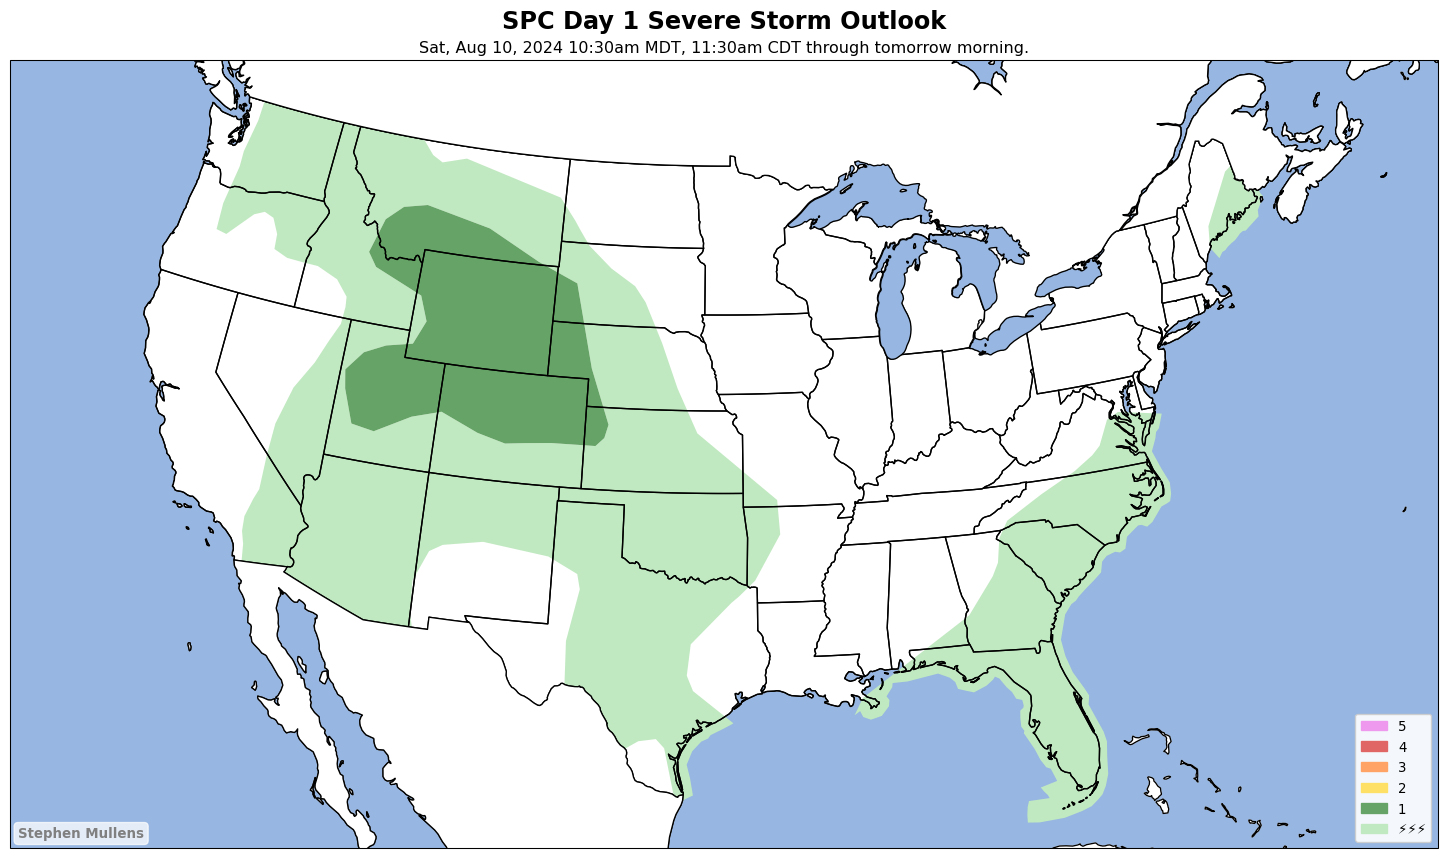 SPC Day 1 Severe Storm Outlook
Sat, Aug 10, 2024 10:30am MDT, 11:30am CDT through tomorrow morning.
5
4
3
2
1
⚡⚡⚡
Stephen Mullens